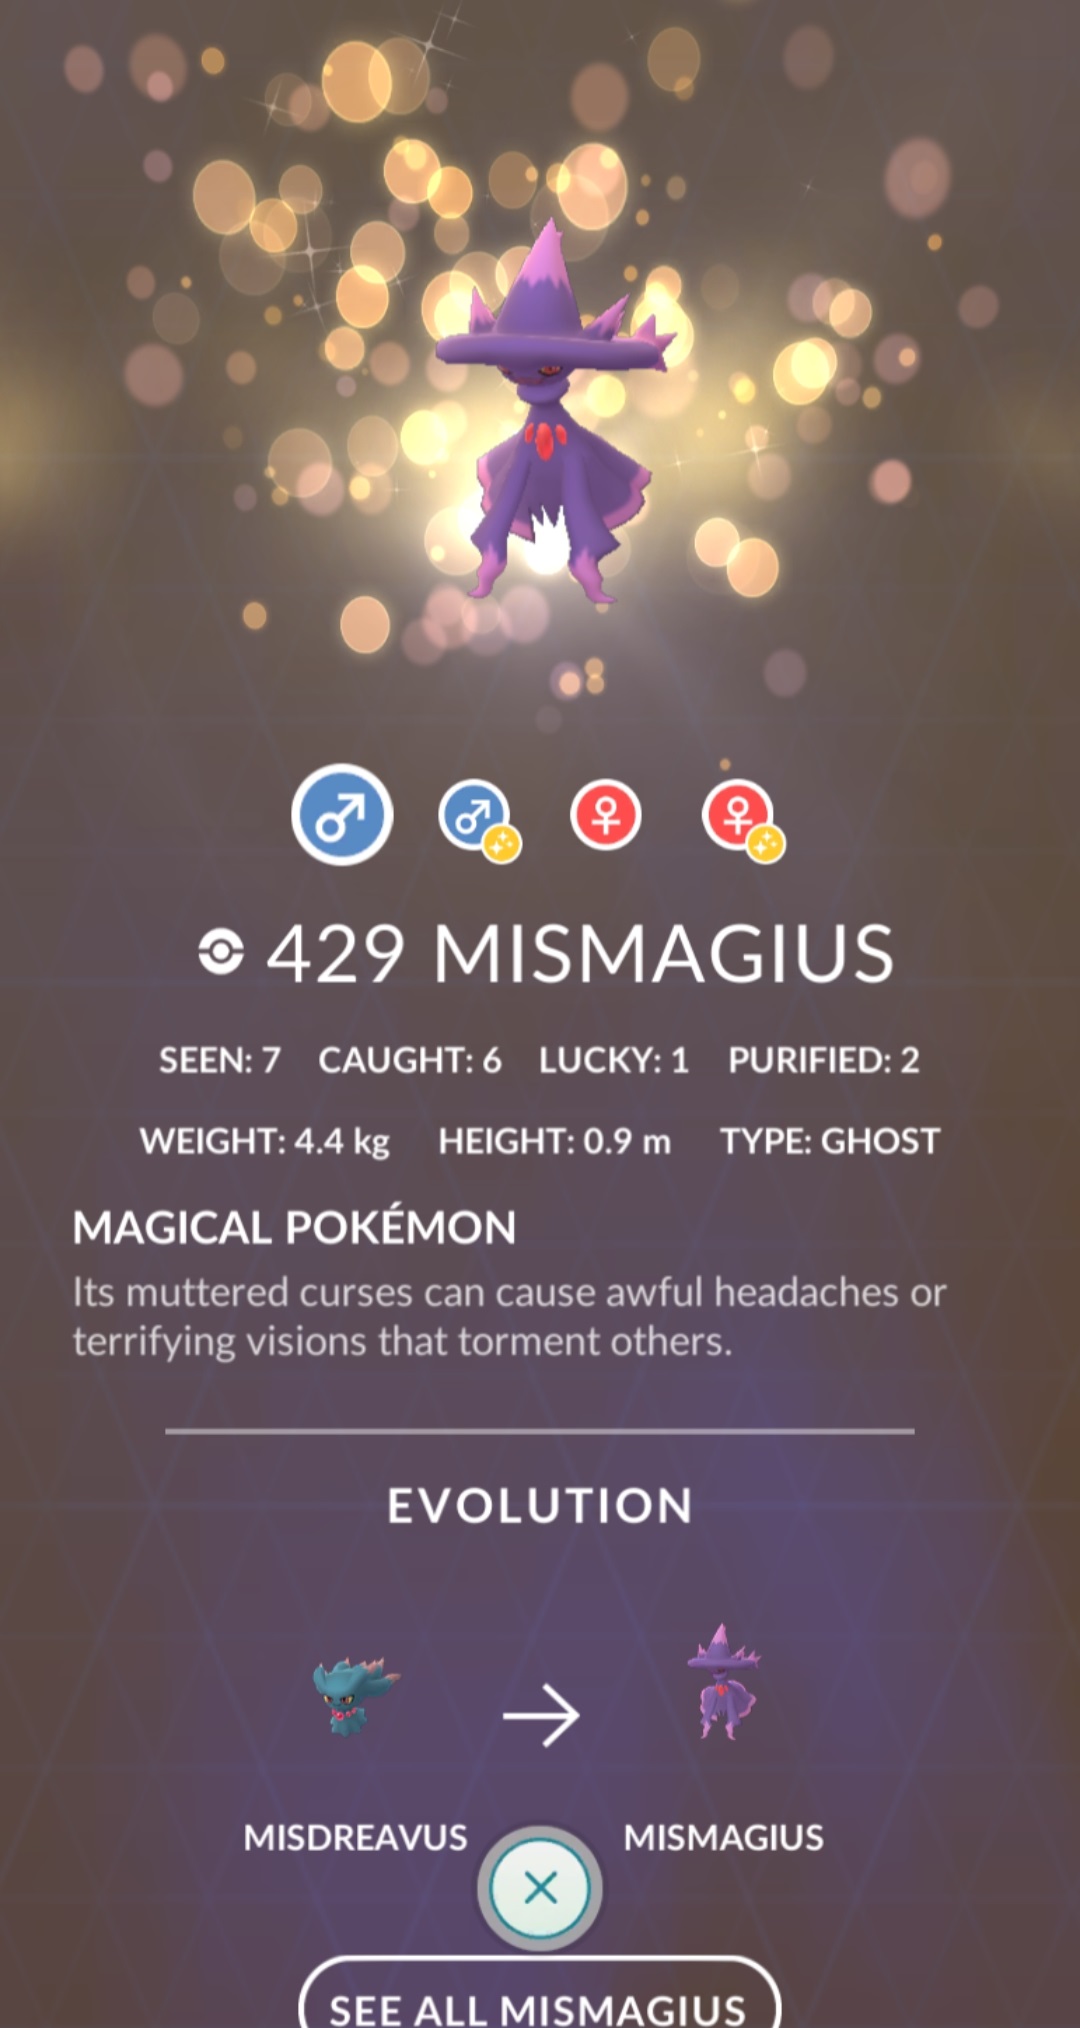 429 MISMAGIUS
SEEN: 7 CAUGHT: 6 LUCKY: 1 PURIFIED: 2
WEIGHT: 4.4 kg HEIGHT: 0.9 m TYPE: GHOST
MAGICAL POKÉMON
Its muttered curses can cause awful headaches or
terrifying visions that torment others.
EVOLUTION
MISDREAVUS MISMAGIUS
SEE ALL MISMAGIUS